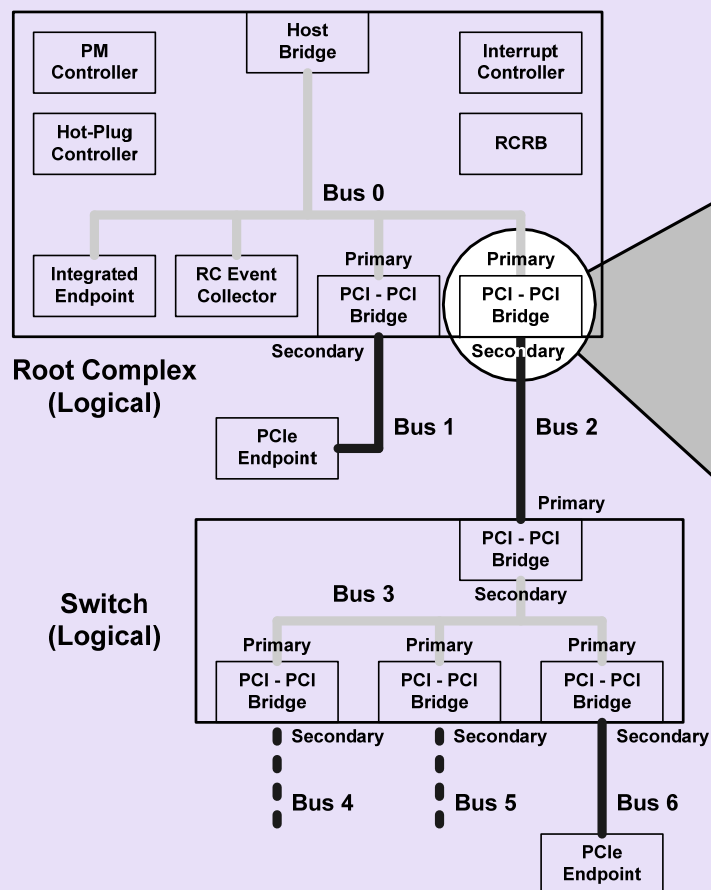 Host
Bridge
PM
Controller
Interrupt
Controller
Hot-Plug
Controller
RCRB
Bus 0
Primary
Primary
Integrated
Endpoint
RC Event
Collector
PCI - PCI
Bridge
PCI - PCI
Bridge
Secondary
Secondary
Root Complex
(Logical)
PCIe
Endpoint
Bus 1
Bus 2
Primary
PCI - PCI
Bridge
Secondary
Switch
(Logical)
Bus 3
Primary
Primary
Primary
PCI - PCI
Bridge
PCI - PCI
Bridge
PCI - PCI
Bridge
Secondary
Secondary
Secondary
Bus 4
Bus 5
Bus 6
PCIe
Endpoint